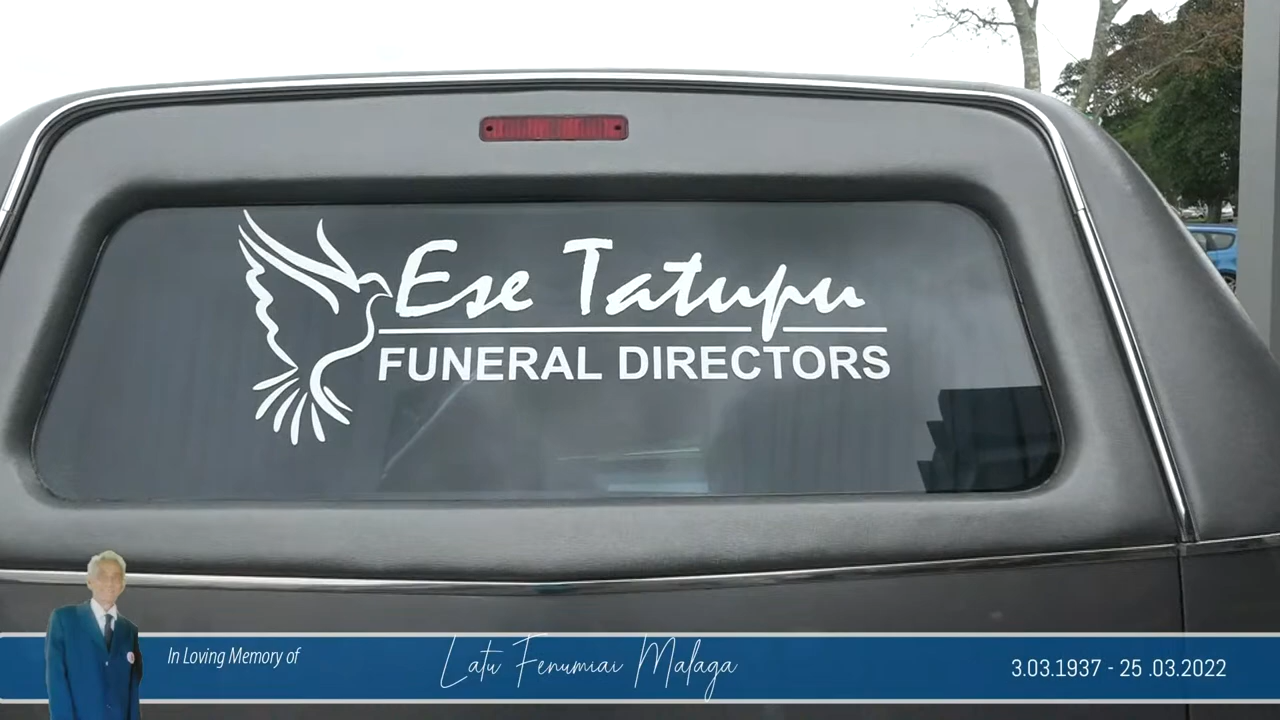 Ese Tatupu
FUNERAL DIRECTORS
In Loving Memory of
Latu Fenumiai Malaga
3.03.1937 - 25 .03.2022